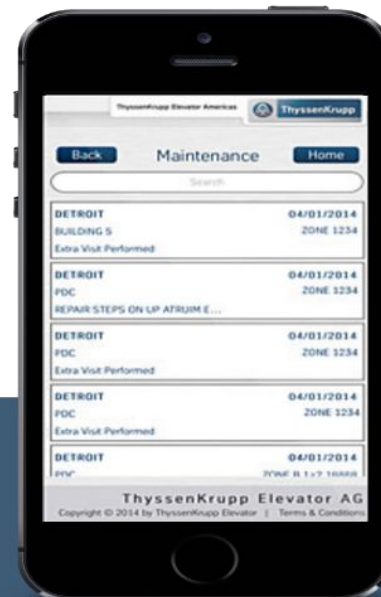 ThyssenKrupp Elevator Americas ThyssenKrupp
Back Maintenance Home
Search
DETROIT 04/01/2014
BUILDING 5 ZONE 1234
Extra Visit Performed
DETROIT 04/01/2014
PDC ZONE 1234
REPAIR STEPS ON UP ATRUIM E...
DETROIT 04/01/2014
PDC ZONE 1234
Extra Visit Performed
DETROIT 04/01/2014
PDC ZONE 1234
Extra Visit Performed
DETROIT 04/01/2014
PDC ZONE
ThyssenKrupp Elevator AG
Copyright © 2014 by ThyssenKrupp Elevator | Terms & Conditions